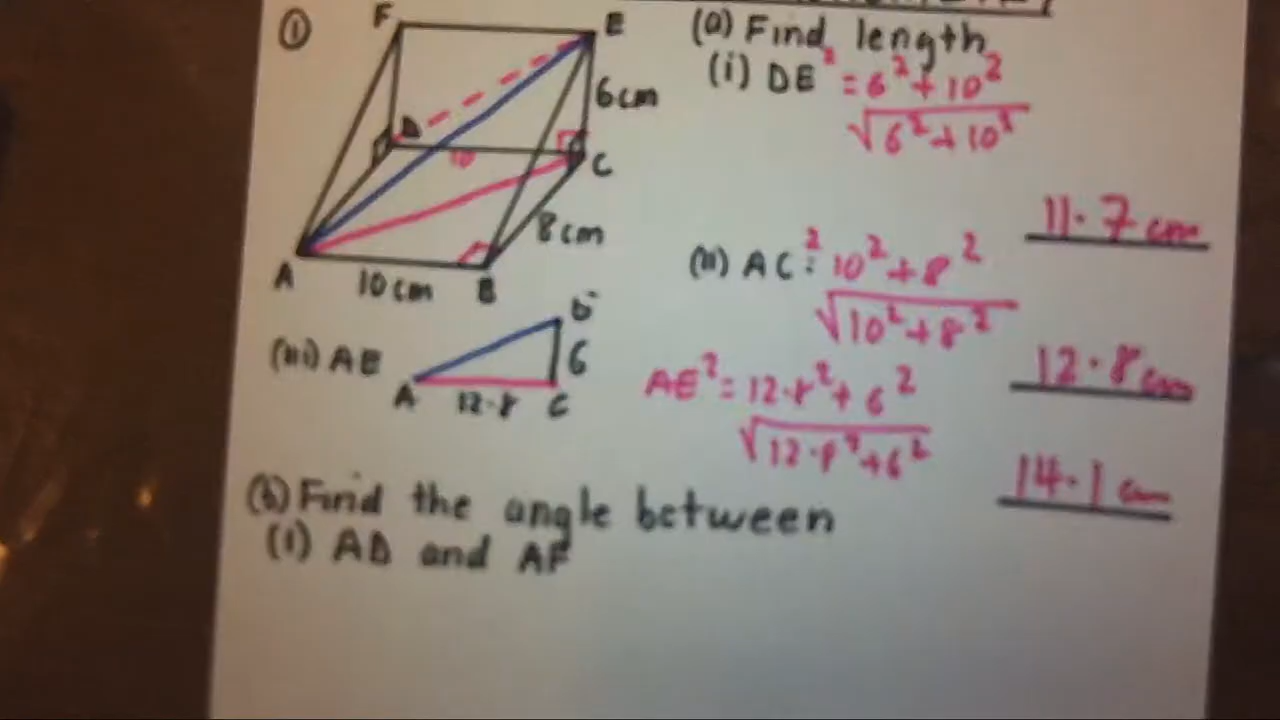 ①
F
E
6cm
D
10
C
8cm
A
10cm
B
(a) Find length
(i) DE² = 6² + 10²
√6² + 10²
11.7 cm
(ii) AC² = 10² + 8²
√10² + 8²
12.8 cm
(iii) AE
6
A 12.8 C
AE² = 12.8² + 6²
√12.8² + 6²
14.1 cm
(b) Find the angle between
(i) AD and AF